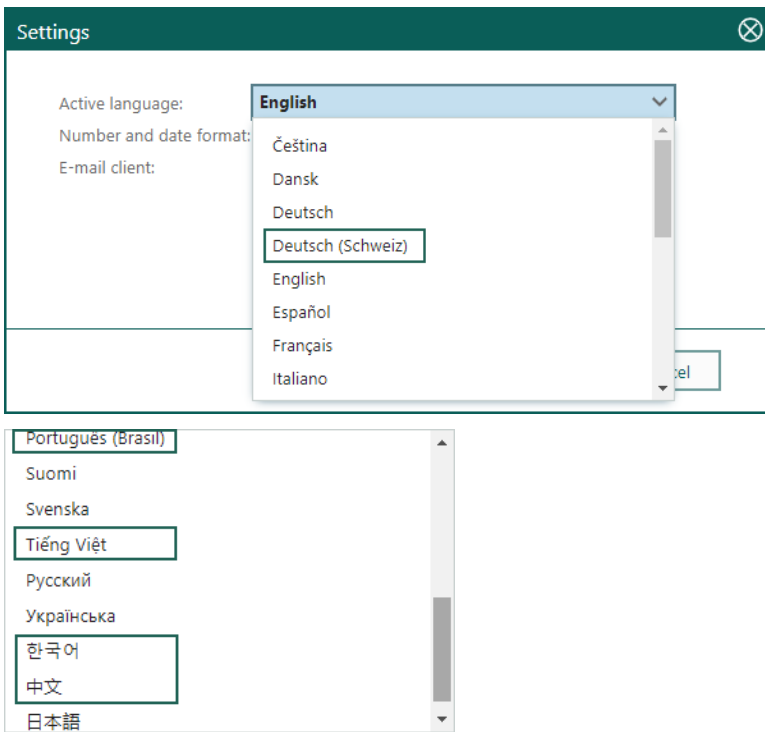 Settings
Active language:
English
Number and date format:
E-mail client:
Čeština
Dansk
Deutsch
Deutsch (Schweiz)
English
Español
Français
Italiano
cel
Português (Brasil)
Suomi
Svenska
Tiếng Việt
Русский
Українська
한국어
中文
日本語